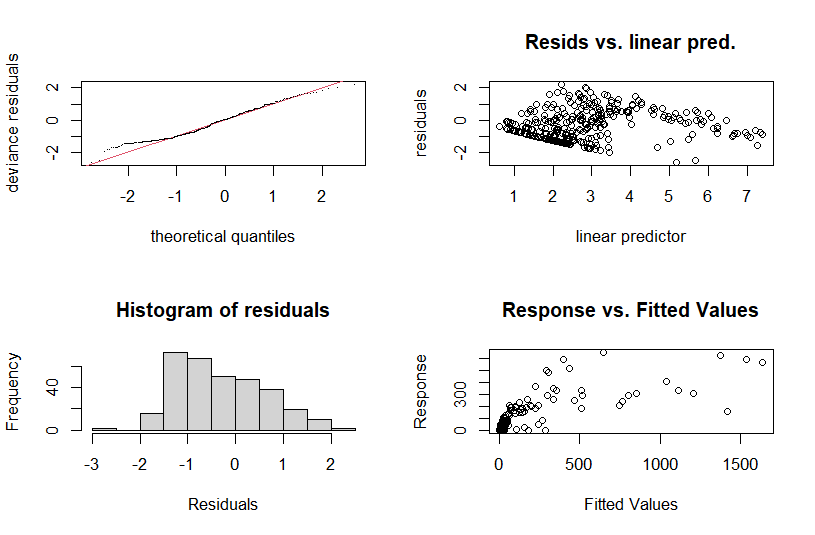 deviance residuals
2
0
-2
-2
-1
0
1
2
theoretical quantiles
Resids vs. linear pred.
residuals
2
0
-2
1
2
3
4
5
6
7
linear predictor
Histogram of residuals
Frequency
40
0
-3
-2
-1
0
1
2
Residuals
Response vs. Fitted Values
Response
300
0
0
500
1000
1500
Fitted Values